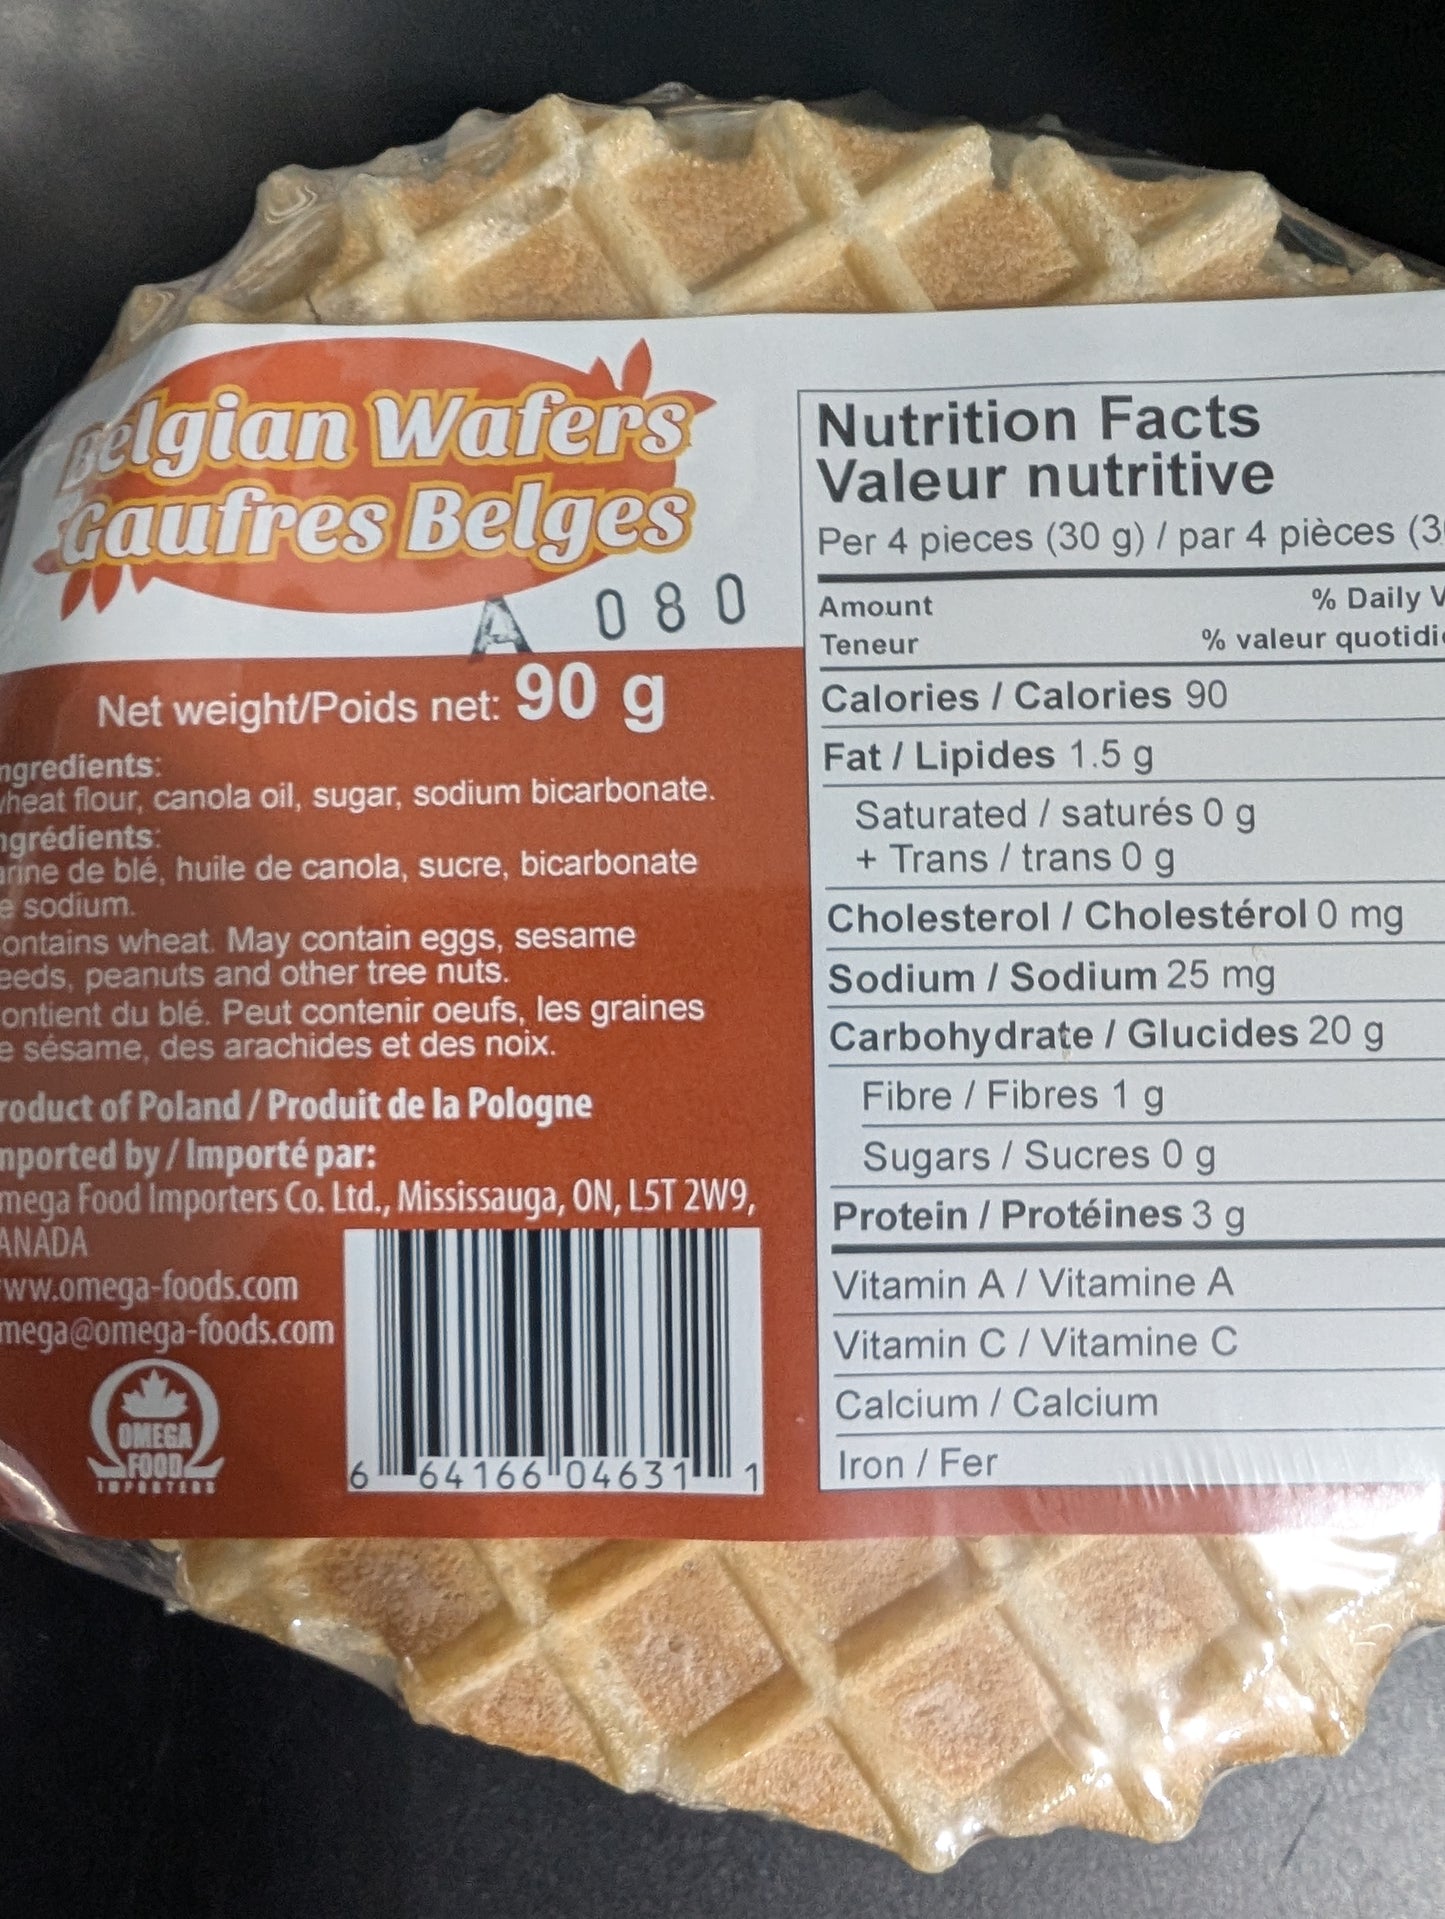 Belgian Wafers
Gaufres Belges
A 080
Net weight/Poids net: 90 g
ngredients:
heat flour, canola oil, sugar, sodium bicarbonate.
ngrédients:
arine de blé, huile de canola, sucre, bicarbonate
e sodium.
ontains wheat. May contain eggs, sesame
eeds, peanuts and other tree nuts.
ontient du blé. Peut contenir oeufs, les graines
e sésame, des arachides et des noix.
roduct of Poland / Produit de la Pologne
mported by / Importé par:
mega Food Importers Co. Ltd., Mississauga, ON, L5T 2W9,
ANADA
ww.omega-foods.com
mega@omega-foods.com
OMEGA
FOOD
IMPORTERS
6 64166 04631 1
Nutrition Facts
Valeur nutritive
Per 4 pieces (30 g) / par 4 pièces (3
Amount
% Daily V
Teneur
% valeur quotidie
Calories / Calories 90
Fat / Lipides 1.5 g
Saturated / saturés 0 g
+ Trans / trans 0 g
Cholesterol / Cholestérol 0 mg
Sodium / Sodium 25 mg
Carbohydrate / Glucides 20 g
Fibre / Fibres 1 g
Sugars / Sucres 0 g
Protein / Protéines 3 g
Vitamin A / Vitamine A
Vitamin C / Vitamine C
Calcium / Calcium
Iron / Fer